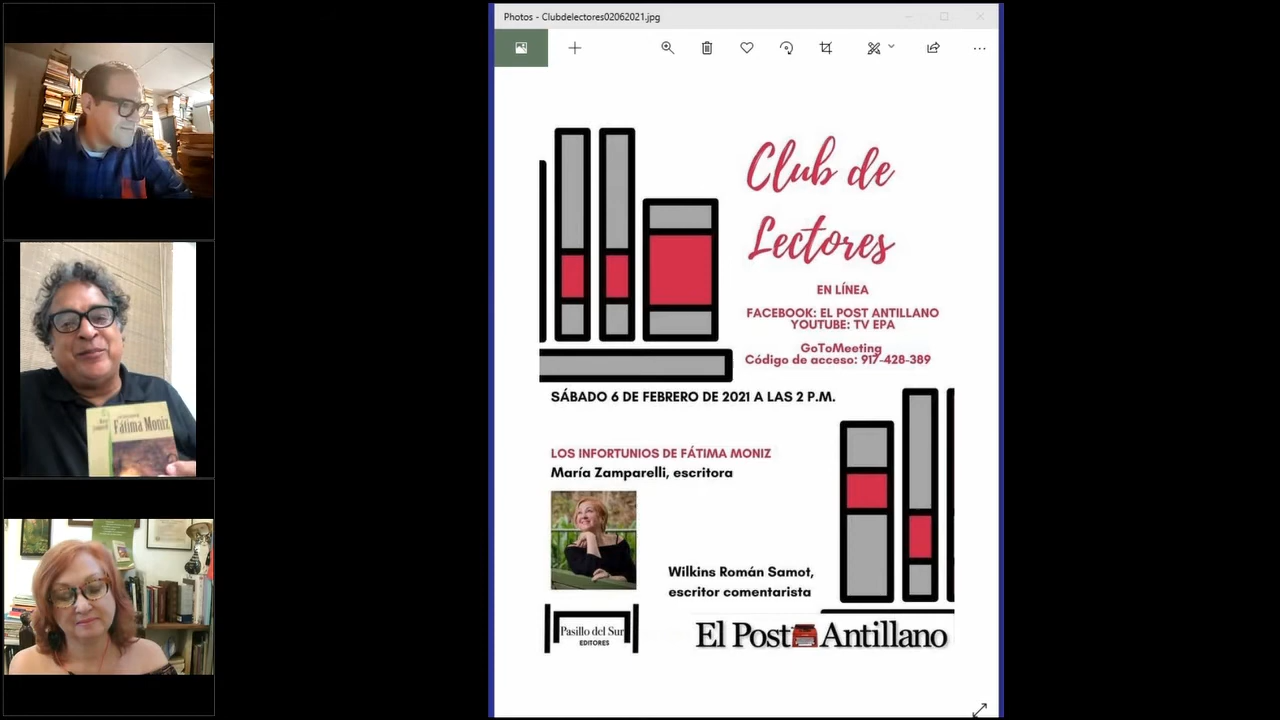 Photos - Clubdelectores02062021.jpg
Club de
Lectores
EN LÍNEA
FACEBOOK: EL POST ANTILLANO
YOUTUBE: TV EPA
GoToMeeting
Código de acceso: 917-428-389
SÁBADO 6 DE FEBRERO DE 2021 A LAS 2 P.M.
LOS INFORTUNIOS DE FÁTIMA MONIZ
María Zamparelli, escritora
Wilkins Román Samot,
escritor comentarista
Pasillo del Sur
EDITORES
El Post Antillano
Fátima Moniz